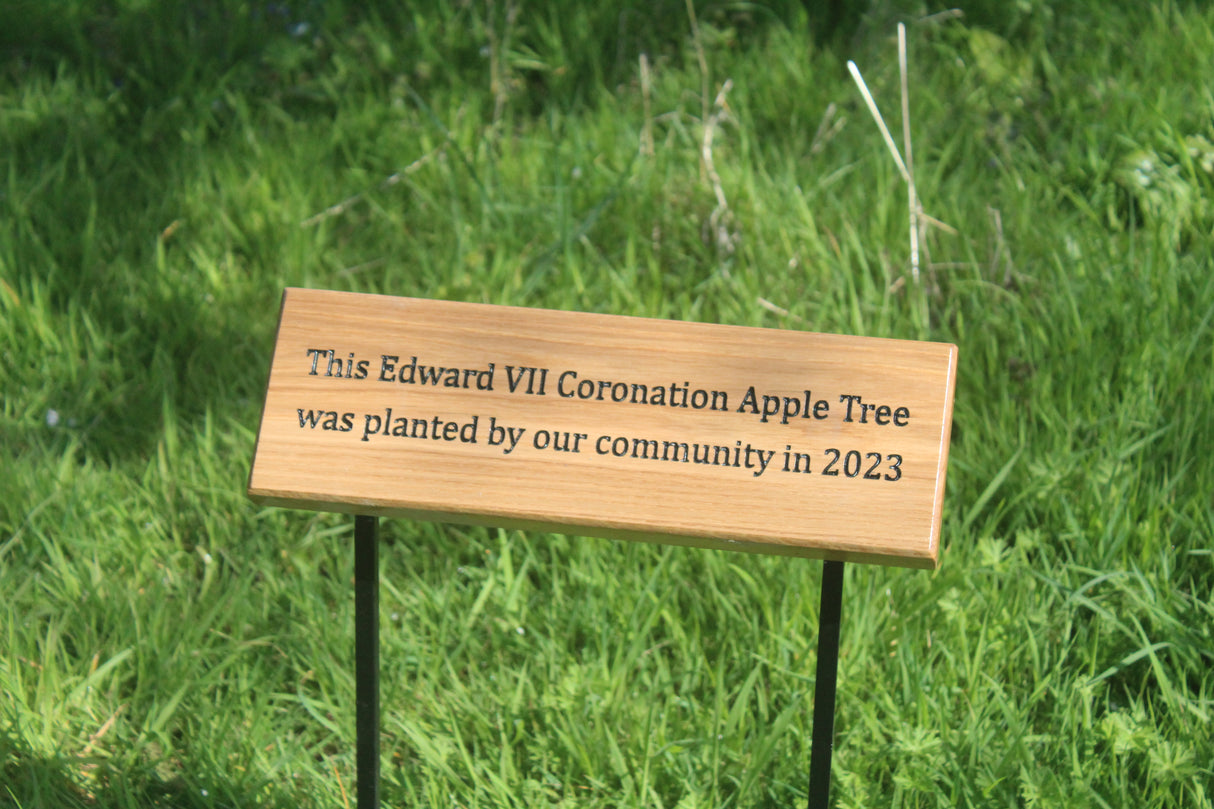 This Edward VII Coronation Apple Tree
was planted by our community in 2023